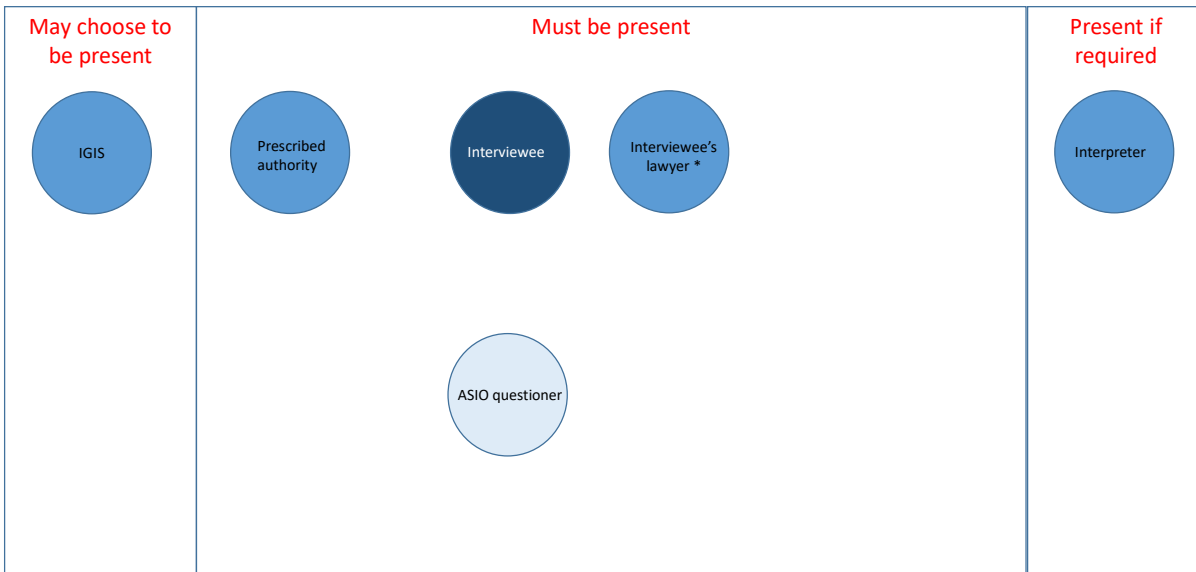 May choose to
be present
Must be present
Present if
required
IGIS
Prescribed
authority
Interviewee
Interviewee’s
lawyer *
Interpreter
ASIO questioner